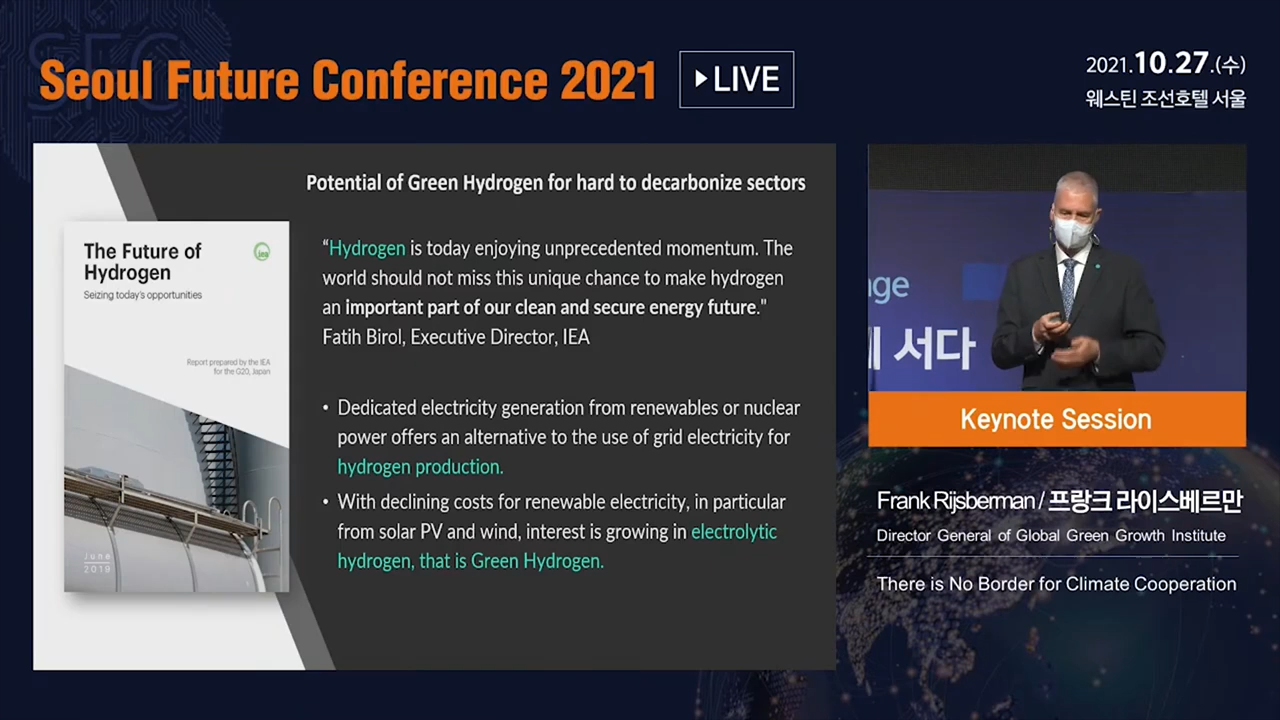 SFC
Seoul Future Conference 2021
LIVE
2021.10.27.(수)
웨스틴 조선호텔 서울
Potential of Green Hydrogen for hard to decarbonize sectors
The Future of
Hydrogen
iea
Seizing today's opportunities
Report prepared by the IEA
for the G20, Japan
June
2019
“Hydrogen is today enjoying unprecedented momentum. The
world should not miss this unique chance to make hydrogen
an important part of our clean and secure energy future."
Fatih Birol, Executive Director, IEA
• Dedicated electricity generation from renewables or nuclear
power offers an alternative to the use of grid electricity for
hydrogen production.
• With declining costs for renewable electricity, in particular
from solar PV and wind, interest is growing in electrolytic
hydrogen, that is Green Hydrogen.
nge
서다
Keynote Session
Frank Rijsberman / 프랑크 라이스베르만
Director General of Global Green Growth Institute
There is No Border for Climate Cooperation